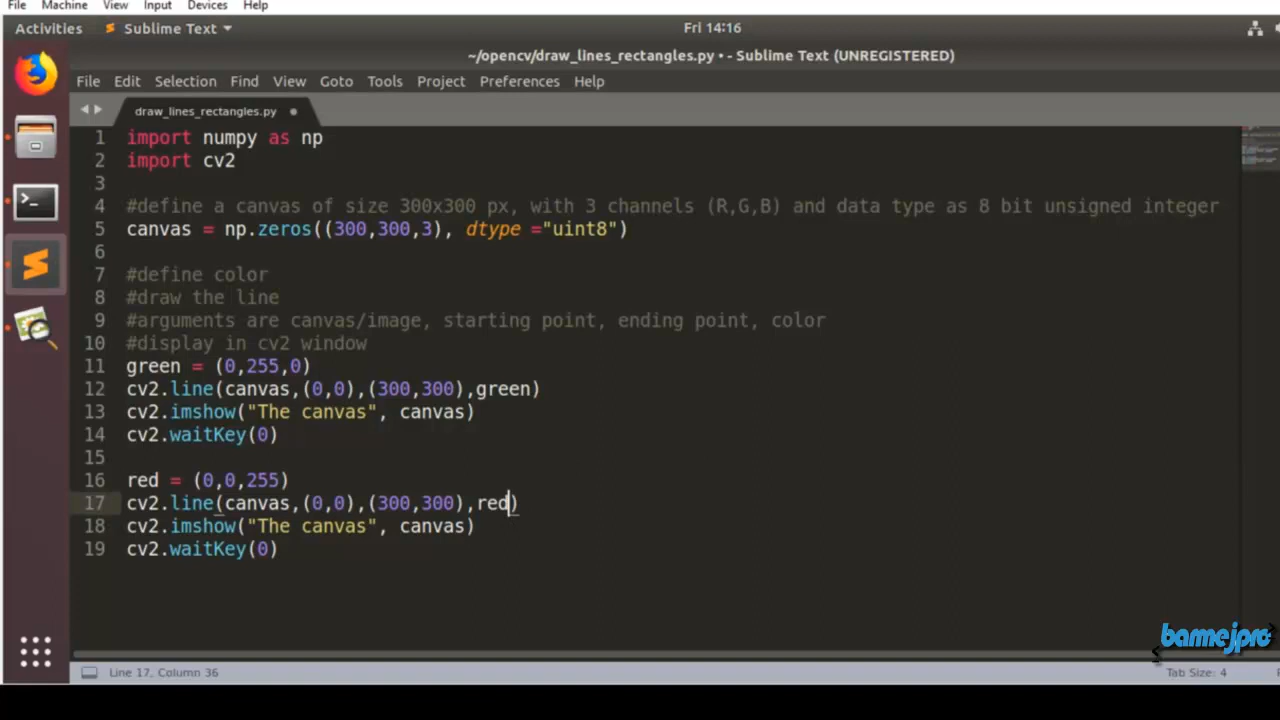 File Machine View Input Devices Help
Activities Sublime Text Fri 14:16
~/opencv/draw_lines_rectangles.py • - Sublime Text (UNREGISTERED)
File Edit Selection Find View Goto Tools Project Preferences Help
draw_lines_rectangles.py
1 import numpy as np
2 import cv2
3
4 #define a canvas of size 300x300 px, with 3 channels (R,G,B) and data type as 8 bit unsigned integer
5 canvas = np.zeros((300,300,3), dtype ="uint8")
6
7 #define color
8 #draw the line
9 #arguments are canvas/image, starting point, ending point, color
10 #display in cv2 window
11 green = (0,255,0)
12 cv2.line(canvas,(0,0),(300,300),green)
13 cv2.imshow("The canvas", canvas)
14 cv2.waitKey(0)
15
16 red = (0,0,255)
17 cv2.line(canvas,(0,0),(300,300),red)
18 cv2.imshow("The canvas", canvas)
19 cv2.waitKey(0)
barmejpro
Line 17, Column 36 Tab Size: 4